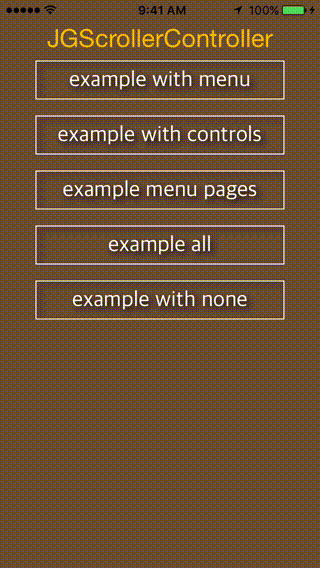 9:41 AM 100%
JGScrollerController
example with menu
example with controls
example menu pages
example all
example with none